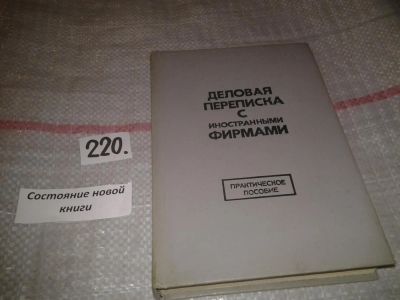 220.
Состояние новой
книги
ДЕЛОВАЯ
ПЕРЕПИСКА
С
ИНОСТРАННЫМИ
ФИРМАМИ
ПРАКТИЧЕСКОЕ
ПОСОБИЕ